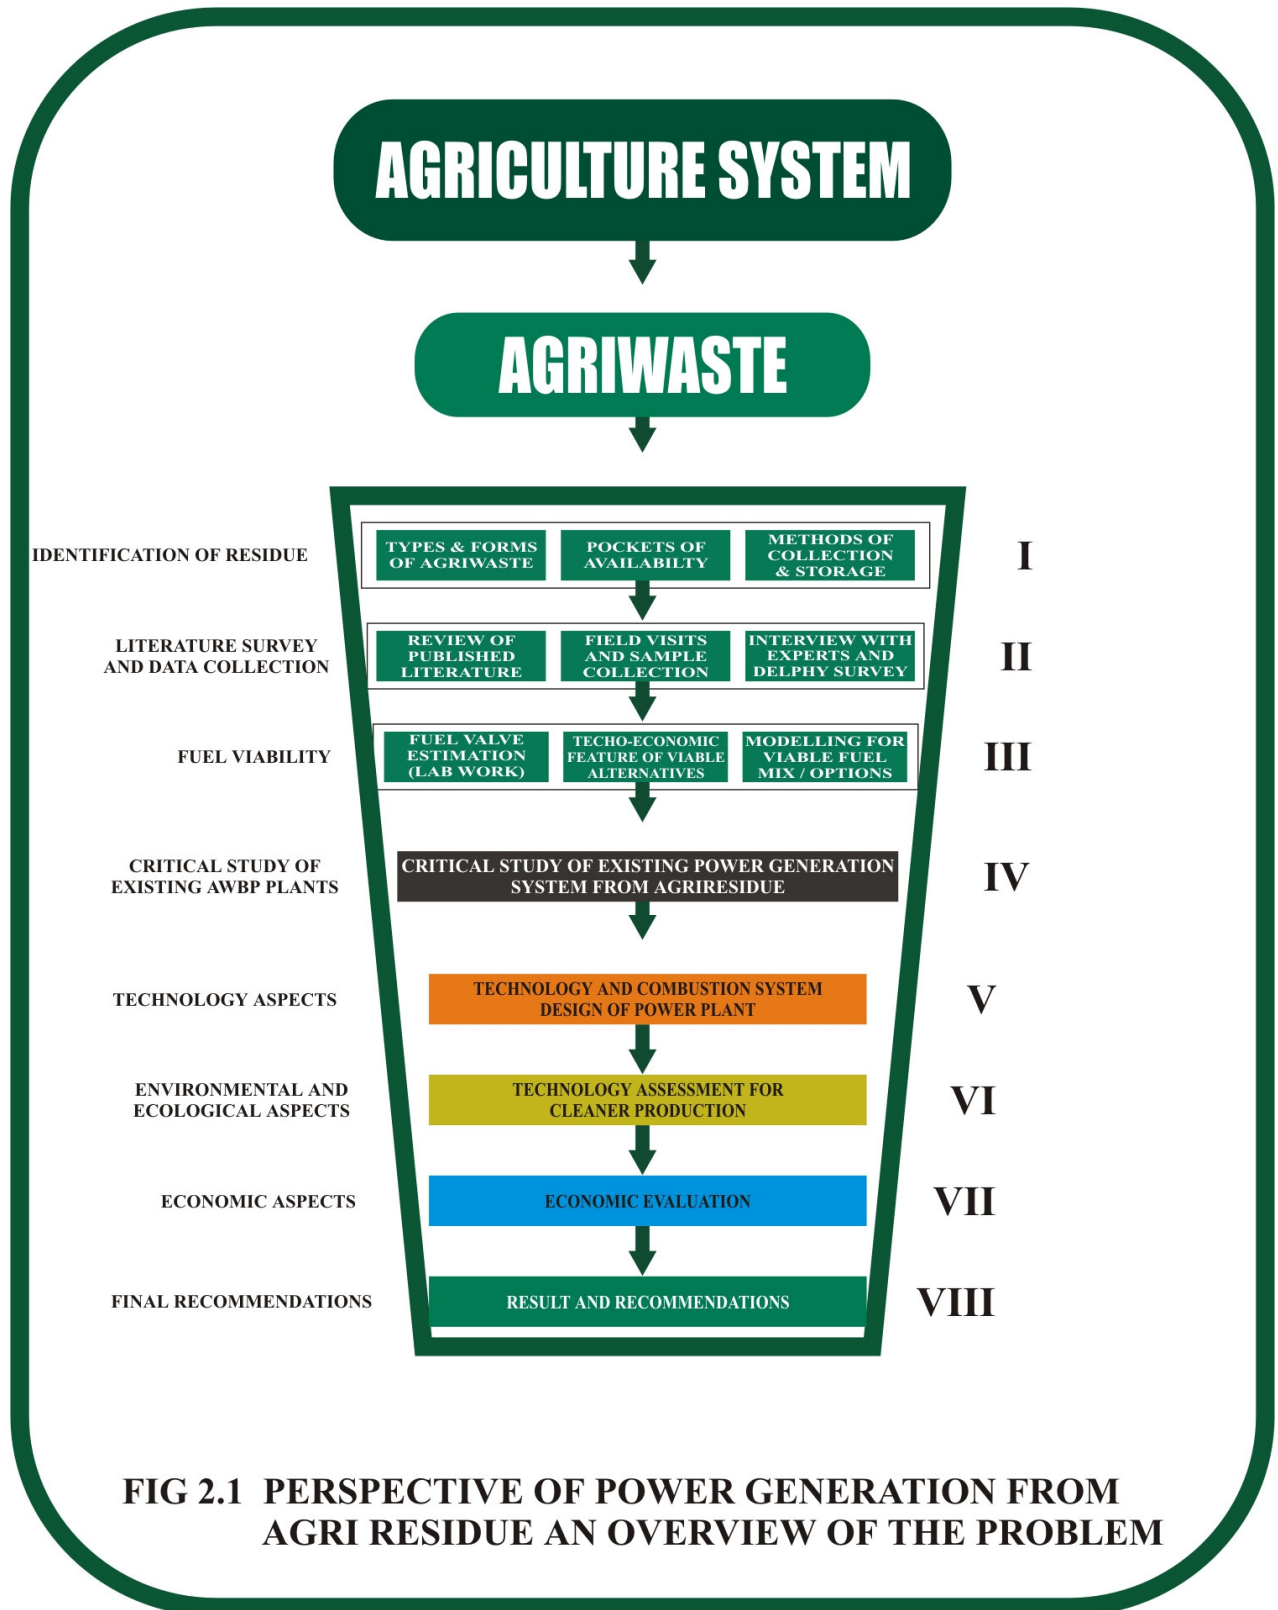 AGRICULTURE SYSTEM
AGRIWASTE
IDENTIFICATION OF RESIDUE
TYPES & FORMS
OF AGRIWASTE
POCKETS OF
AVAILABILTY
METHODS OF
COLLECTION
& STORAGE
I
LITERATURE SURVEY
AND DATA COLLECTION
REVIEW OF
PUBLISHED
LITERATURE
FIELD VISITS
AND SAMPLE
COLLECTION
INTERVIEW WITH
EXPERTS AND
DELPHY SURVEY
II
FUEL VIABILITY
FUEL VALVE
ESTIMATION
(LAB WORK)
TECHO-ECONOMIC
FEATURE OF VIABLE
ALTERNATIVES
MODELLING FOR
VIABLE FUEL
MIX / OPTIONS
III
CRITICAL STUDY OF
EXISTING AWBP PLANTS
CRITICAL STUDY OF EXISTING POWER GENERATION
SYSTEM FROM AGRIRESIDUE
IV
TECHNOLOGY ASPECTS
TECHNOLOGY AND COMBUSTION SYSTEM
DESIGN OF POWER PLANT
V
ENVIRONMENTAL AND
ECOLOGICAL ASPECTS
TECHNOLOGY ASSESSMENT FOR
CLEANER PRODUCTION
VI
ECONOMIC ASPECTS
ECONOMIC EVALUATION
VII
FINAL RECOMMENDATIONS
RESULT AND RECOMMENDATIONS
VIII
FIG 2.1 PERSPECTIVE OF POWER GENERATION FROM
AGRI RESIDUE AN OVERVIEW OF THE PROBLEM